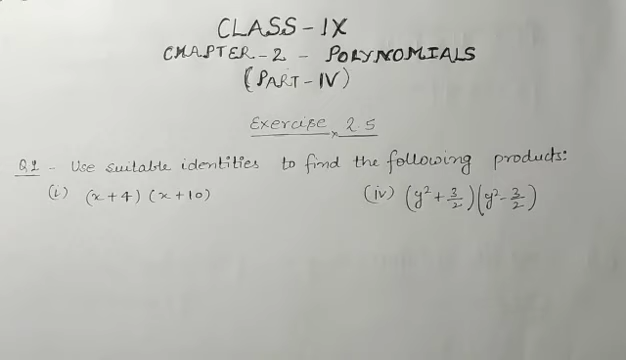 CLASS-IX
CHAPTER-2 - POLYNOMIALS
(PART-IV)
Exercise 2.5
Q1 - Use suitable identities to find the following products:
(i) (x+4) (x+10) (iv) (y²+3/2)(y²-3/2)